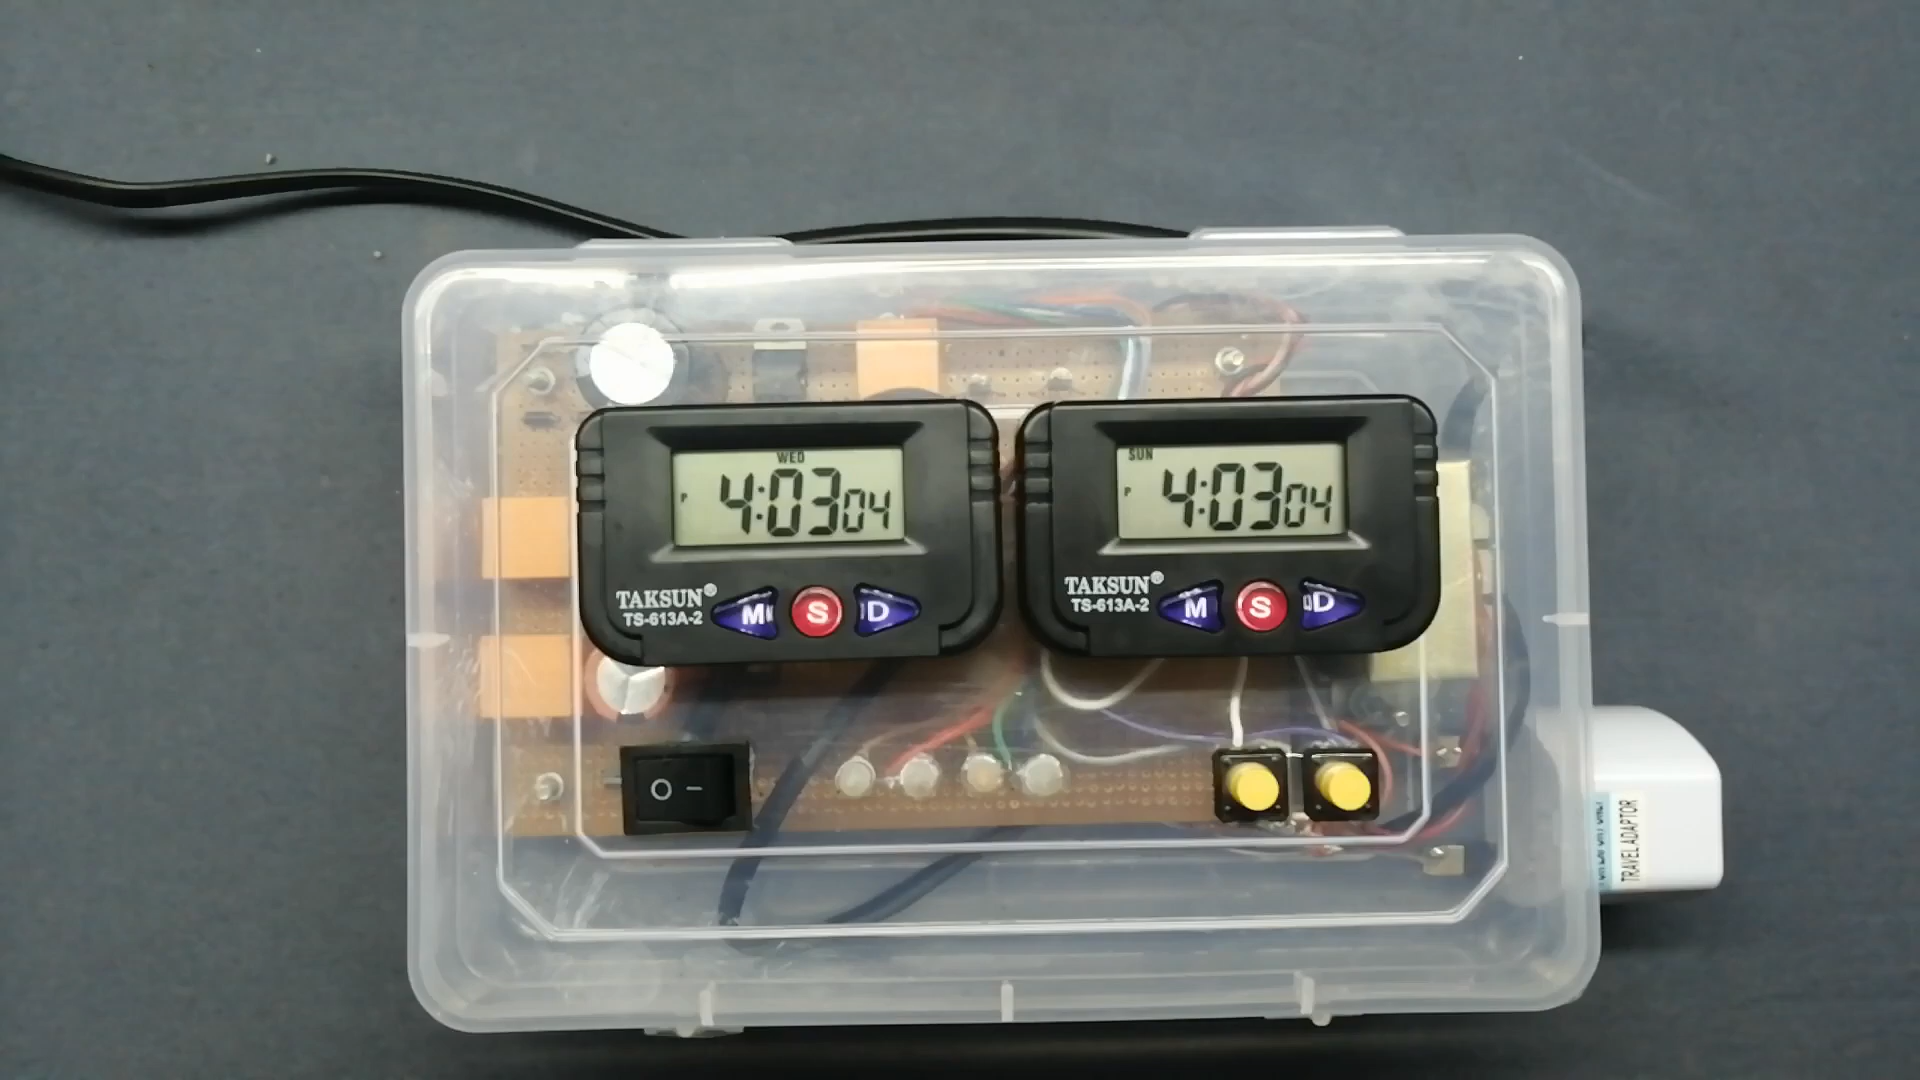 WED
P 4:03 04
TAKSUN®
TS-613A-2
M S D
SUN
P 4:03 04
TAKSUN®
TS-613A-2
M S D
O –
TRAVEL ADAPTOR